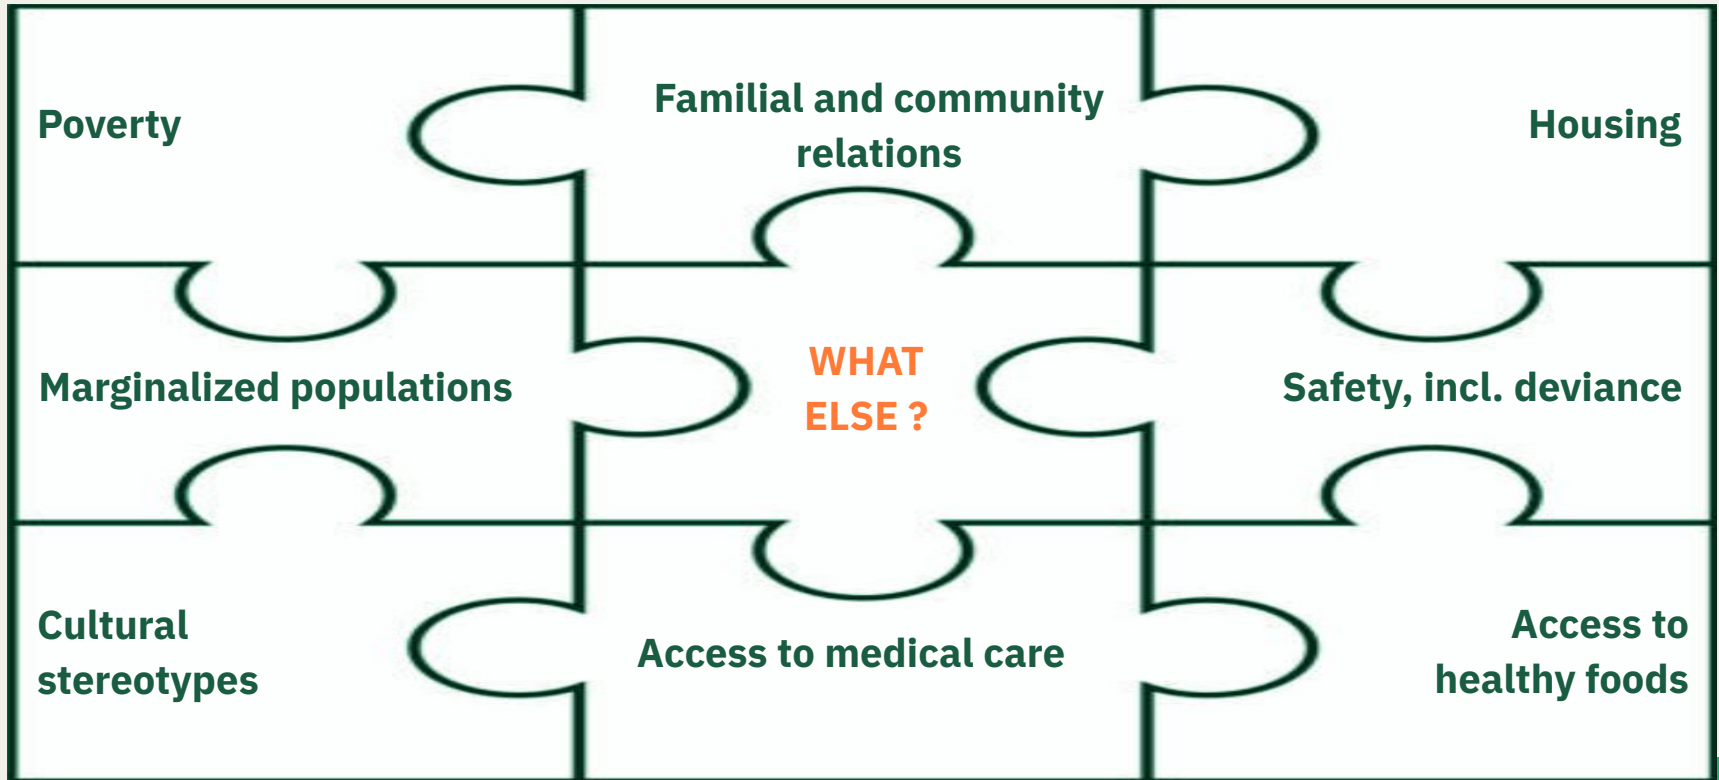 Poverty
Familial and community
relations
Housing
Marginalized populations
WHAT
ELSE ?
Safety, incl. deviance
Cultural
stereotypes
Access to medical care
Access to
healthy foods